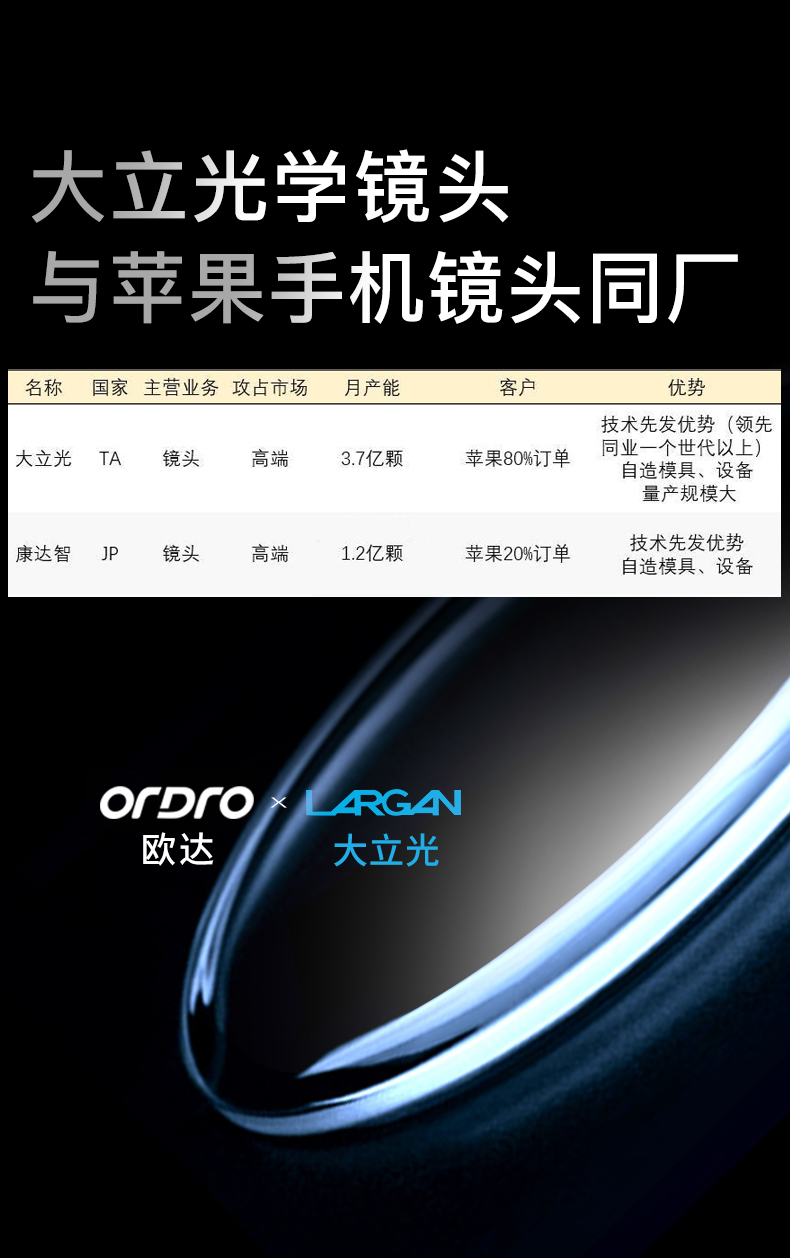 大立光学镜头
与苹果手机镜头同厂
名称 国家 主营业务 攻占市场 月产能 客户 优势
大立光 TA 镜头 高端 3.7亿颗 苹果80%订单 技术先发优势（领先
同业一个世代以上）
自造模具、设备
量产规模大
康达智 JP 镜头 高端 1.2亿颗 苹果20%订单 技术先发优势
自造模具、设备
ORDRO × LARGAN
欧达 大立光